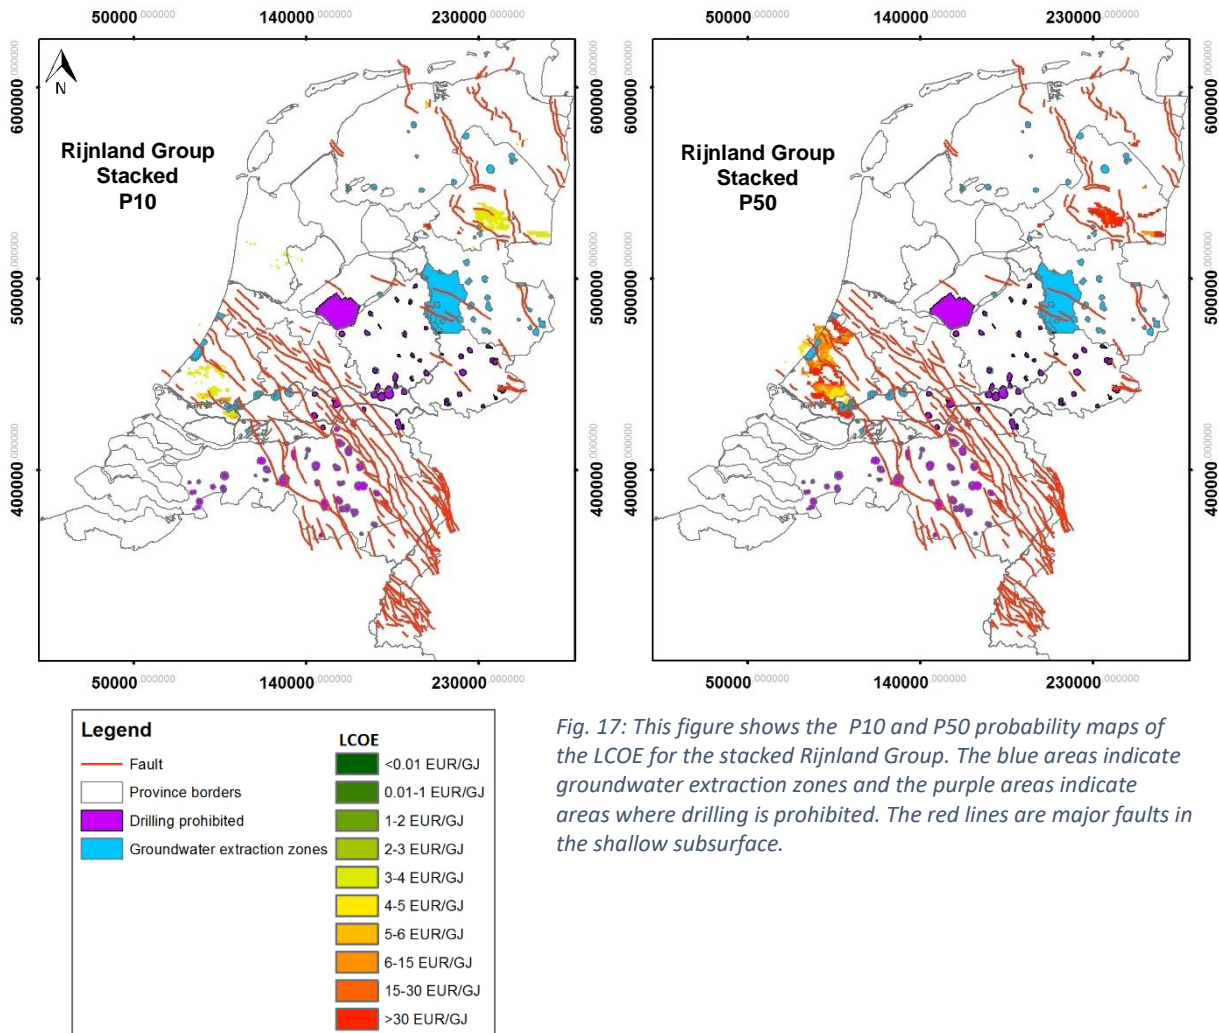 50000.000000 140000.000000 230000.000000
50000.000000 140000.000000 230000.000000
600000.000000
500000.000000
400000.000000
N
Rijnland Group
Stacked
P10
Rijnland Group
Stacked
P50
600000.000000
500000.000000
400000.000000
600000.000000
500000.000000
400000.000000
50000.000000 140000.000000 230000.000000
50000.000000 140000.000000 230000.000000
Legend
Fault
Province borders
Drilling prohibited
Groundwater extraction zones
LCOE
<0.01 EUR/GJ
0.01-1 EUR/GJ
1-2 EUR/GJ
2-3 EUR/GJ
3-4 EUR/GJ
4-5 EUR/GJ
5-6 EUR/GJ
6-15 EUR/GJ
15-30 EUR/GJ
>30 EUR/GJ
Fig. 17: This figure shows the P10 and P50 probability maps of
the LCOE for the stacked Rijnland Group. The blue areas indicate
groundwater extraction zones and the purple areas indicate
areas where drilling is prohibited. The red lines are major faults in
the shallow subsurface.